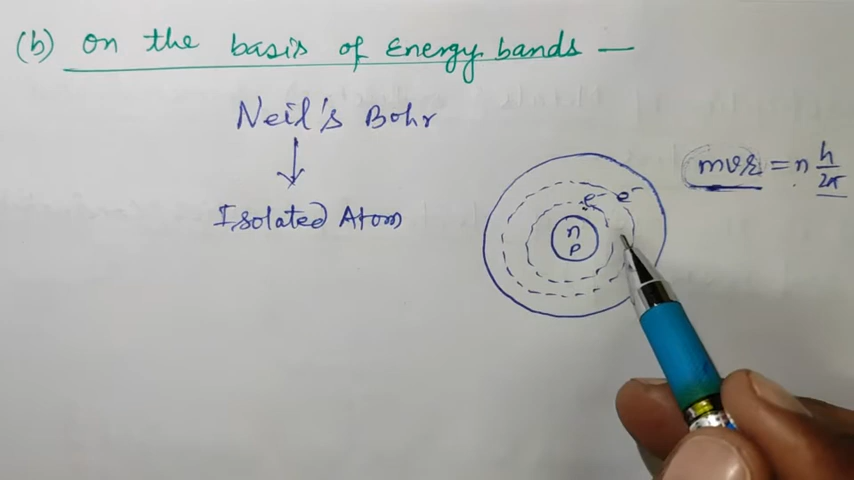 (b) on the basis of Energy bands —
Neil's Bohr
↓
Isolated Atom
e⁻ e⁻
n
p
mvr = n h/2π